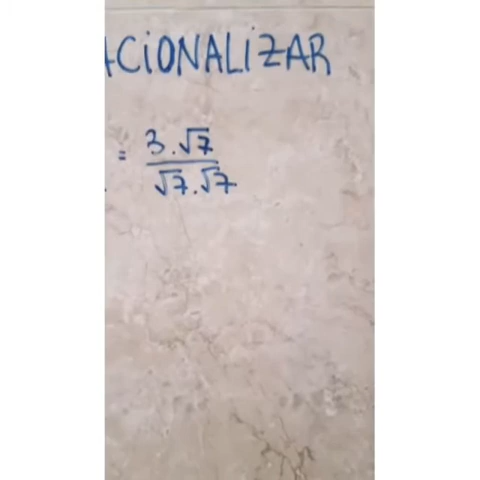 ACiONALiZAR
= 3.√7
√7.√7